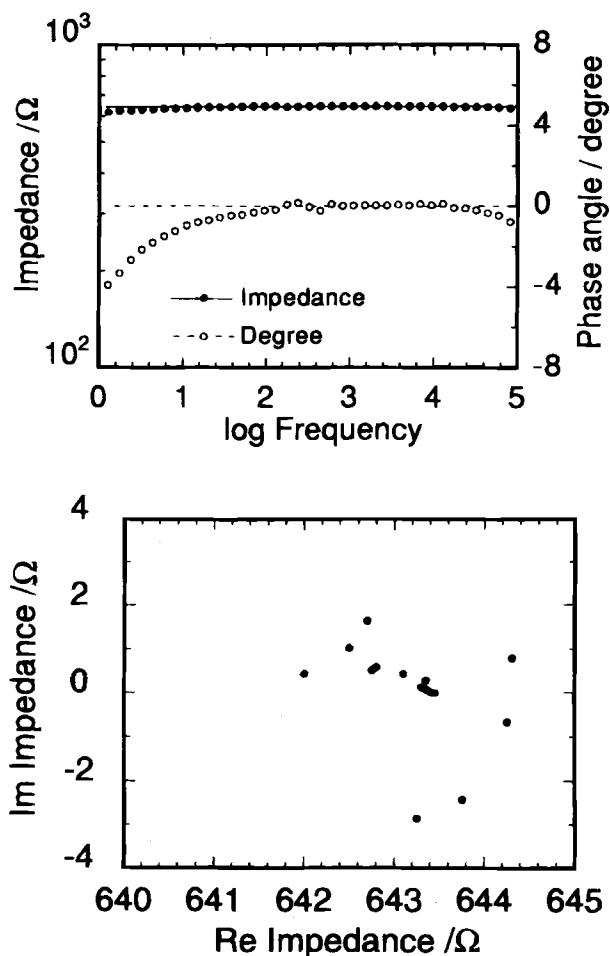 10³
10²
Impedance /Ω
8
4
0
-4
-8
Phase angle / degree
Impedance
Degree
0 1 2 3 4 5
log Frequency
4
2
0
-2
-4
Im Impedance /Ω
640 641 642 643 644 645
Re Impedance /Ω